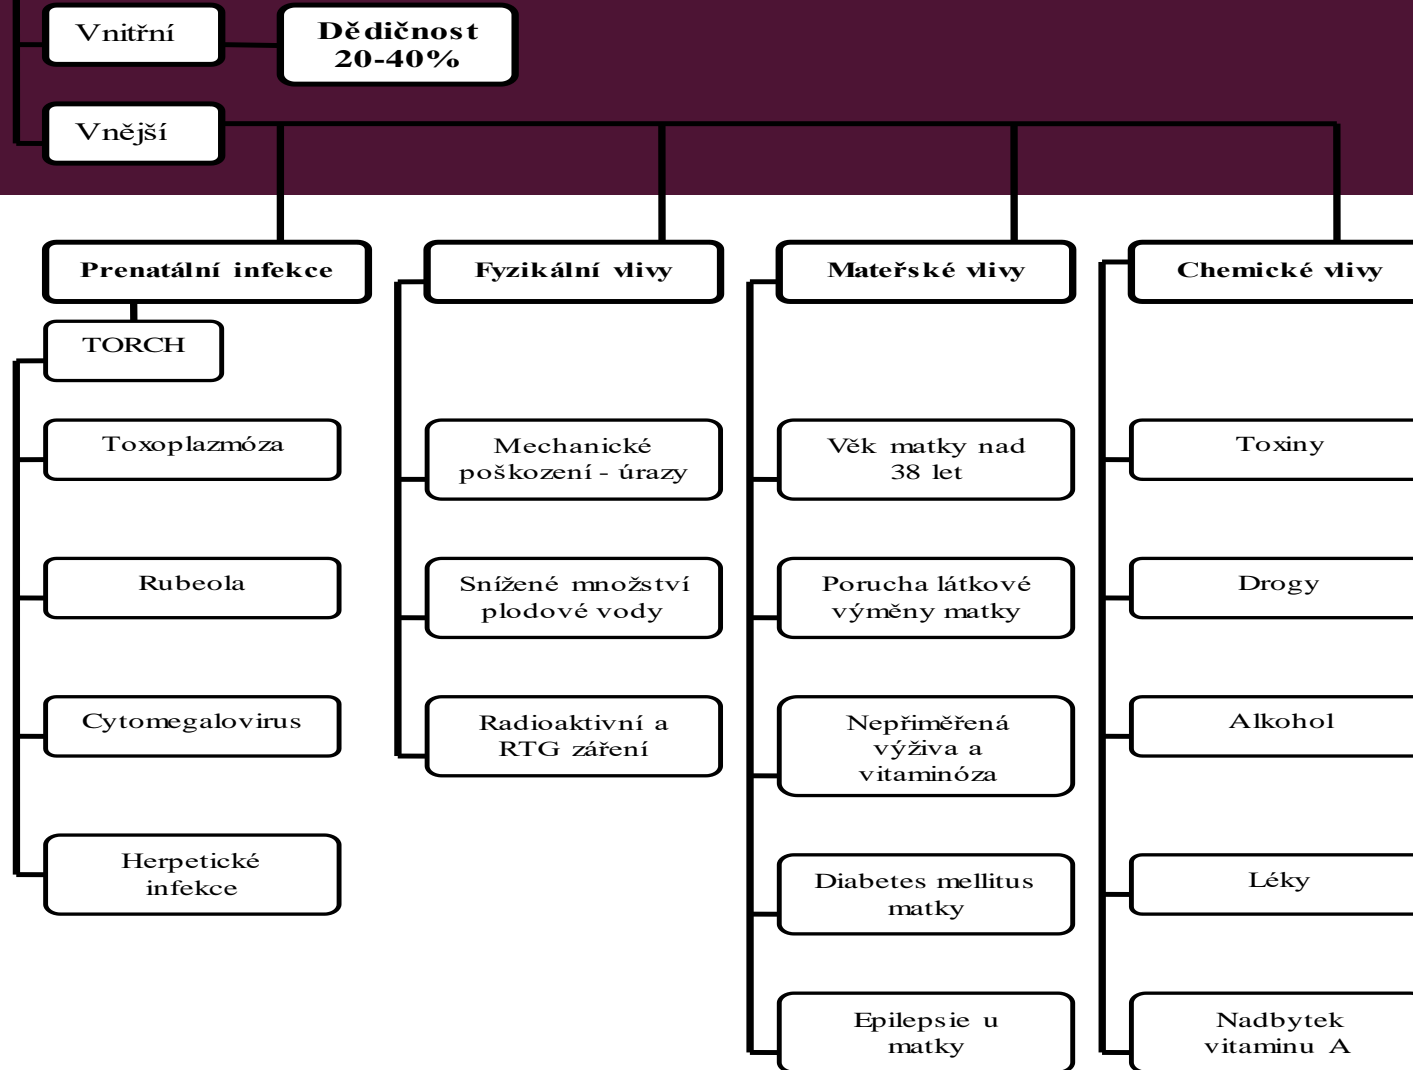 Vnitřní
Dědičnost
20-40%
Vnější
Prenatální infekce
Fyzikální vlivy
Mateřské vlivy
Chemické vlivy
TORCH
Toxoplazmóza
Mechanické
poškození - úrazy
Věk matky nad
38 let
Toxiny
Rubeola
Snížené množství
plodové vody
Porucha látkové
výměny matky
Drogy
Cytomegalovirus
Radioaktivní a
RTG záření
Nepřiměřená
výživa a
vitaminóza
Alkohol
Herpetické
infekce
Diabetes mellitus
matky
Léky
Epilepsie u
matky
Nadbytek
vitaminu A